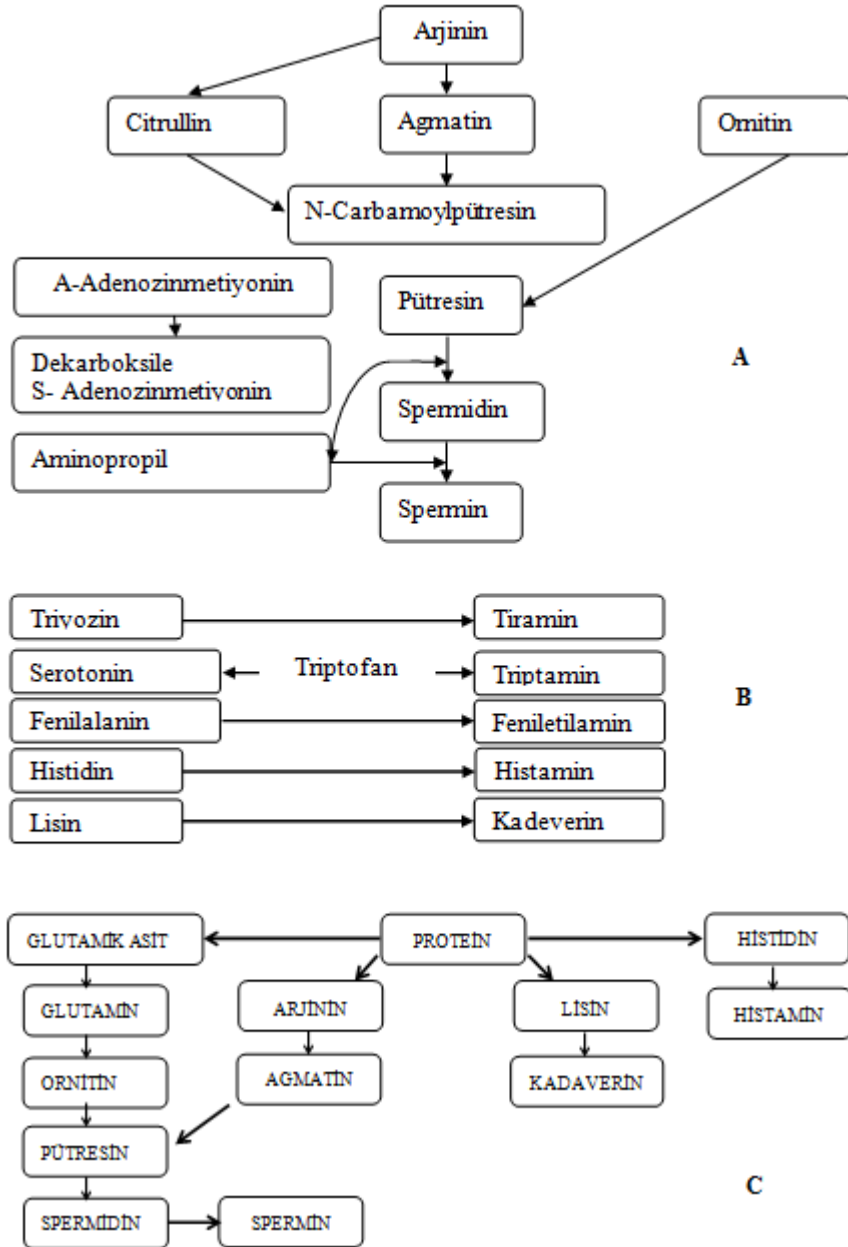 Arjinin
Citrullin
Agmatin
Ornitin
N-Carbamoylpütresin
A-Adenozinmetiyonin
Pütresin
A
Dekarboksile
S- Adenozinmetiyonin
Spermidin
Aminopropil
Spermin
Triyozin
Tiramin
Serotonin
Triptofan
Triptamin
B
Fenilalanin
Feniletilamin
Histidin
Histamin
Lisin
Kadeverin
GLUTAMİK ASİT
PROTEİN
HİSTİDİN
GLUTAMİN
ARJİNİN
LİSİN
HİSTAMİN
ORNİTİN
AGMATİN
KADAVERİN
PÜTRESİN
C
SPERMİDİN
SPERMİN